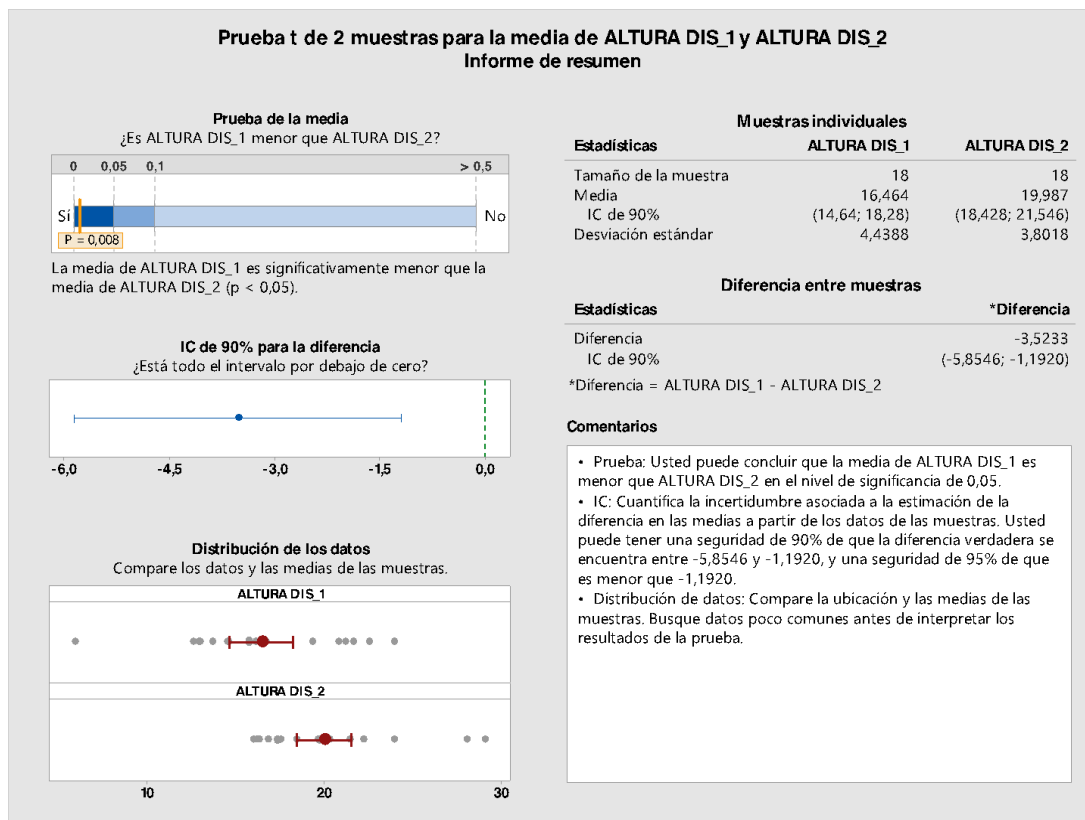 Prueba t de 2 muestras para la media de ALTURA DIS_1 y ALTURA DIS_2
Informe de resumen
Prueba de la media
¿Es ALTURA DIS_1 menor que ALTURA DIS_2?
0 0,05 0,1 > 0,5
Sí No
P = 0,008
La media de ALTURA DIS_1 es significativamente menor que la
media de ALTURA DIS_2 (p < 0,05).
IC de 90% para la diferencia
¿Está todo el intervalo por debajo de cero?
-6,0 -4,5 -3,0 -1,5 0,0
Distribución de los datos
Compare los datos y las medias de las muestras.
ALTURA DIS_1
ALTURA DIS_2
10 20 30
Muestras individuales
Estadísticas ALTURA DIS_1 ALTURA DIS_2
Tamaño de la muestra 18 18
Media 16,464 19,987
IC de 90% (14,64; 18,28) (18,428; 21,546)
Desviación estándar 4,4388 3,8018
Diferencia entre muestras
Estadísticas *Diferencia
Diferencia -3,5233
IC de 90% (-5,8546; -1,1920)
*Diferencia = ALTURA DIS_1 - ALTURA DIS_2
Comentarios
• Prueba: Usted puede concluir que la media de ALTURA DIS_1 es
menor que ALTURA DIS_2 en el nivel de significancia de 0,05.
• IC: Cuantifica la incertidumbre asociada a la estimación de la
diferencia en las medias a partir de los datos de las muestras. Usted
puede tener una seguridad de 90% de que la diferencia verdadera se
encuentra entre -5,8546 y -1,1920, y una seguridad de 95% de que
es menor que -1,1920.
• Distribución de datos: Compare la ubicación y las medias de las
muestras. Busque datos poco comunes antes de interpretar los
resultados de la prueba.